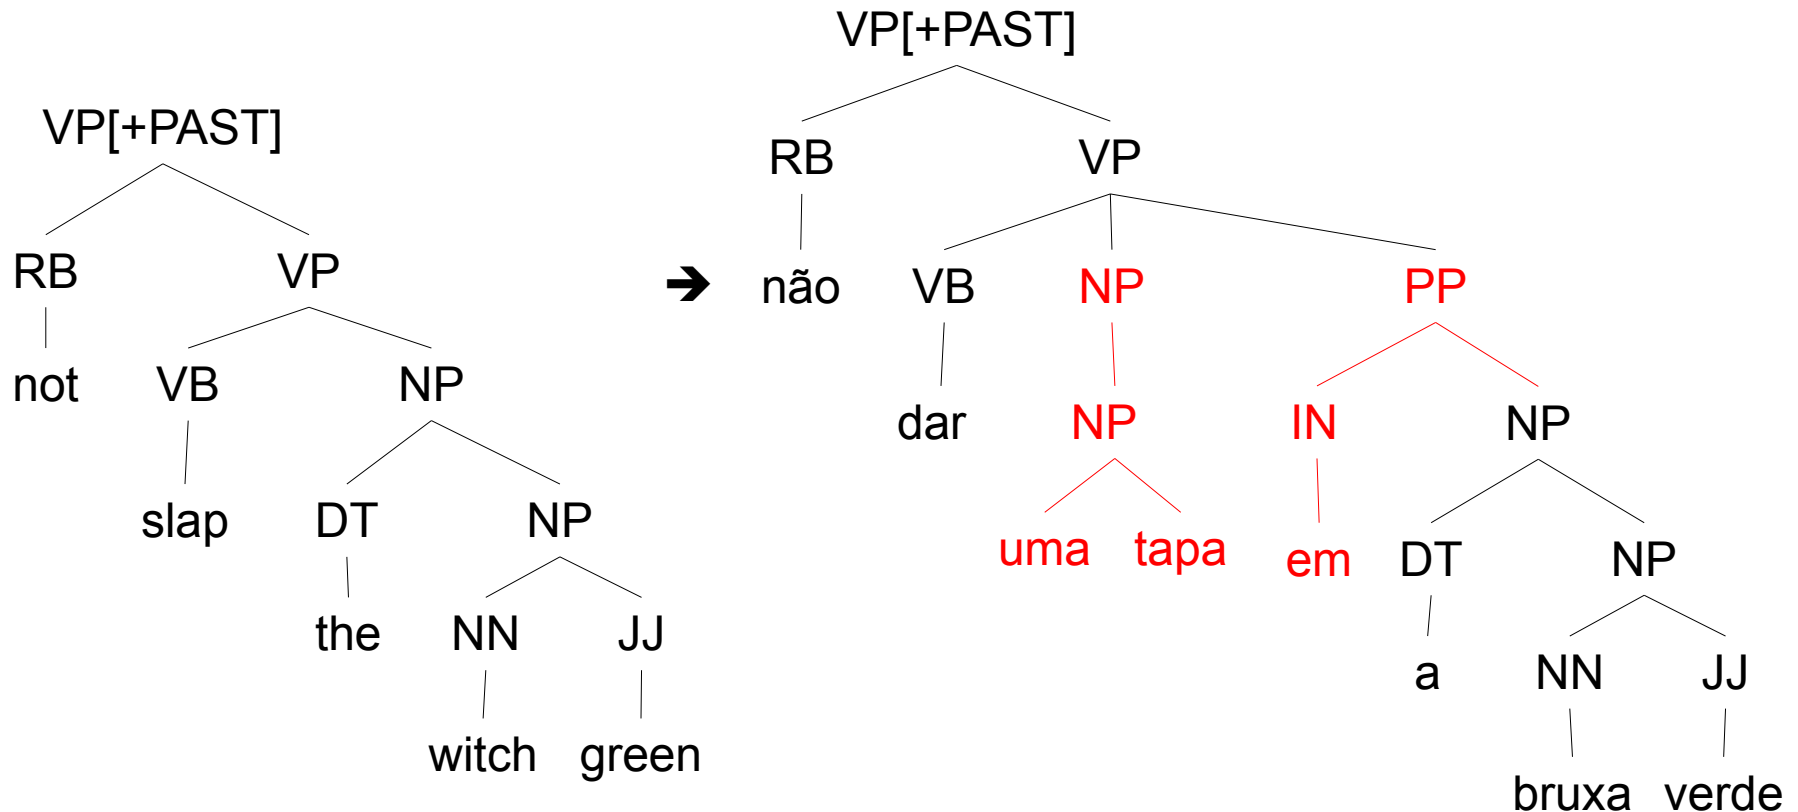 VP[+PAST]
RB VP
not VB NP
slap DT NP
the NN JJ
witch green
➔
VP[+PAST]
RB VP
não VB NP PP
dar NP IN NP
uma tapa em DT NP
a NN JJ
bruxa verde